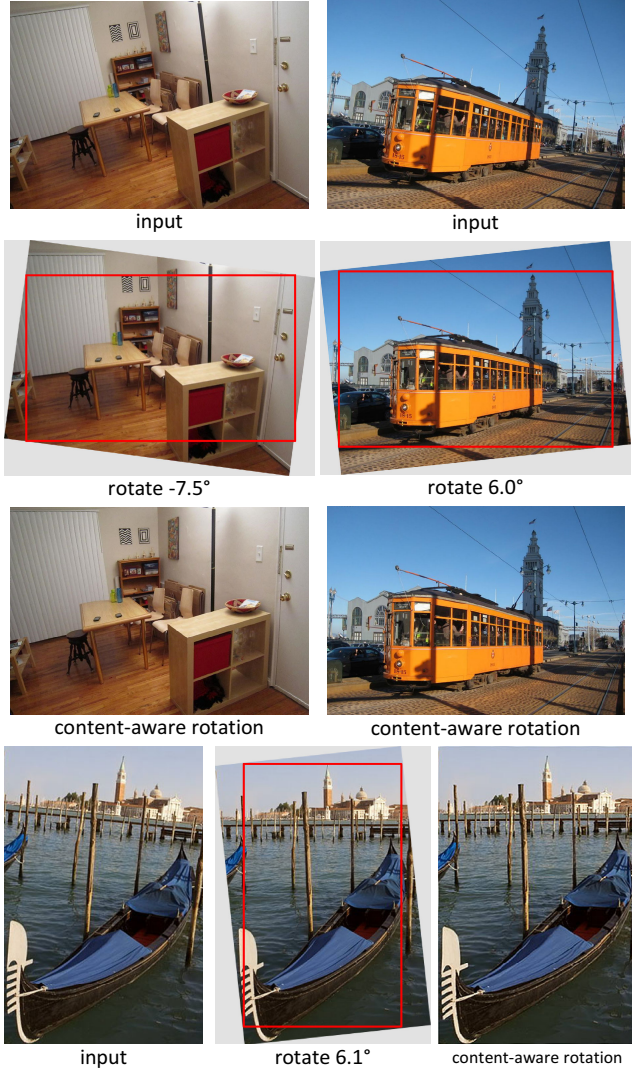 input
input
rotate -7.5°
rotate 6.0°
content-aware rotation
content-aware rotation
input
rotate 6.1°
content-aware rotation